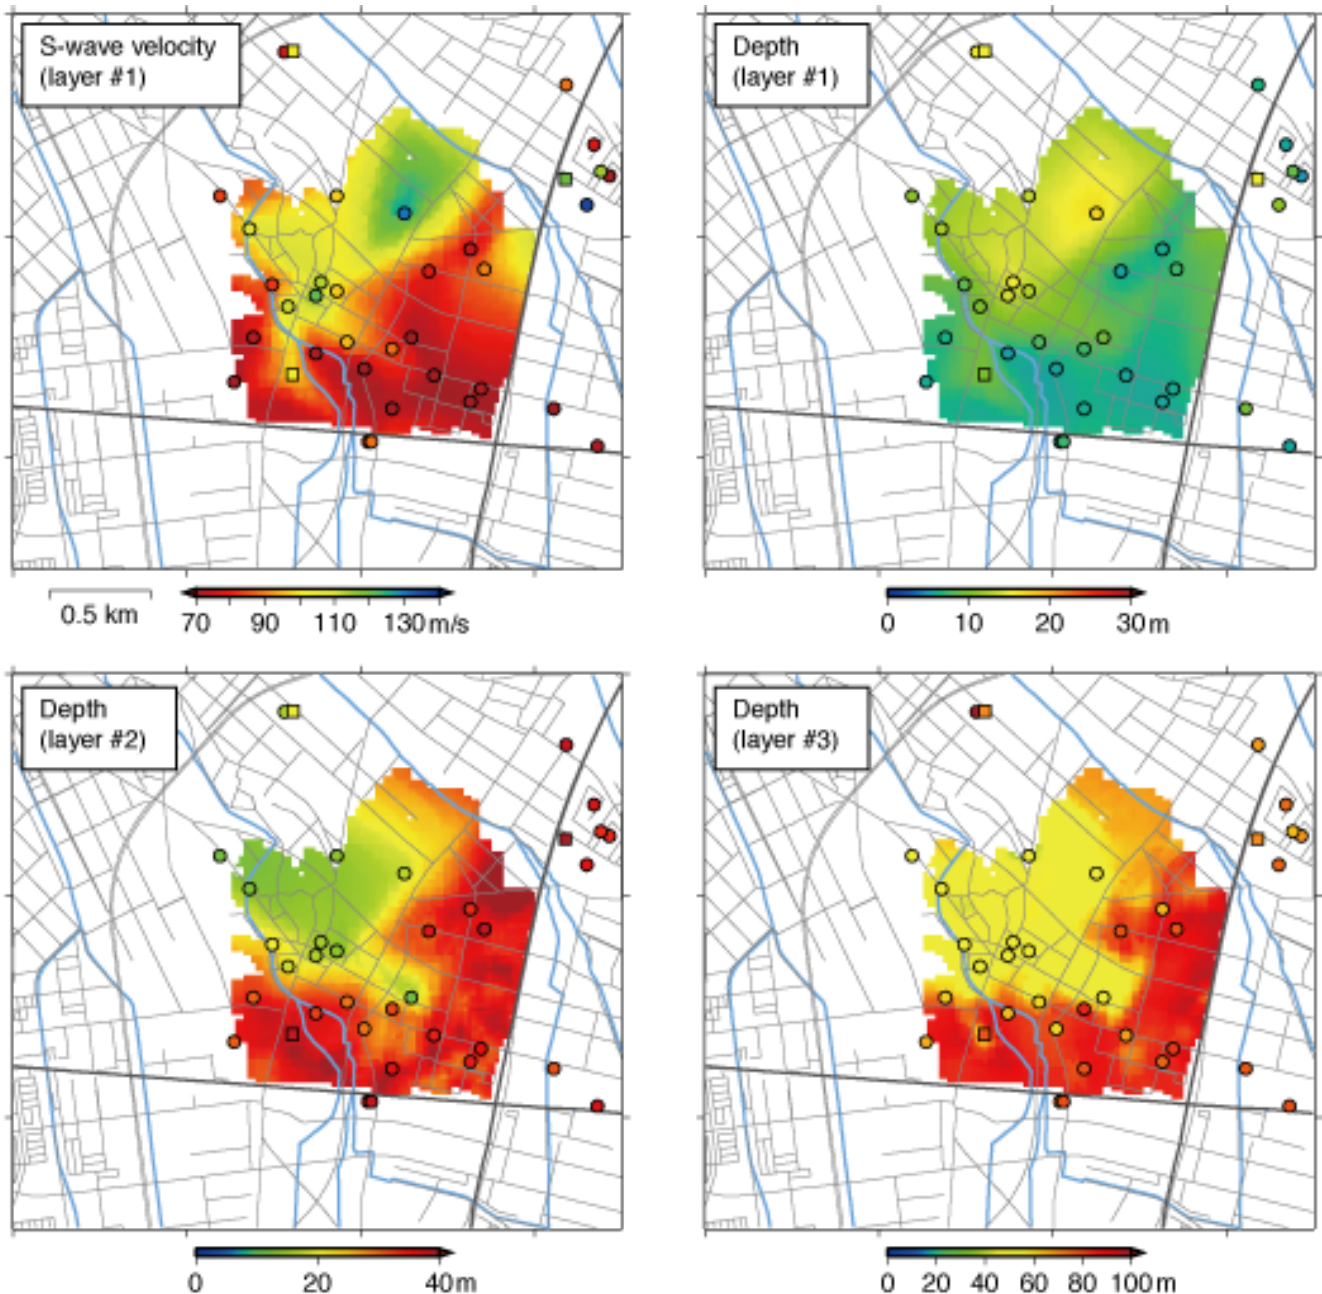 S-wave velocity
(layer #1)
Depth
(layer #1)
0.5 km
70 90 110 130 m/s
0 10 20 30 m
Depth
(layer #2)
Depth
(layer #3)
0 20 40 m
0 20 40 60 80 100 m